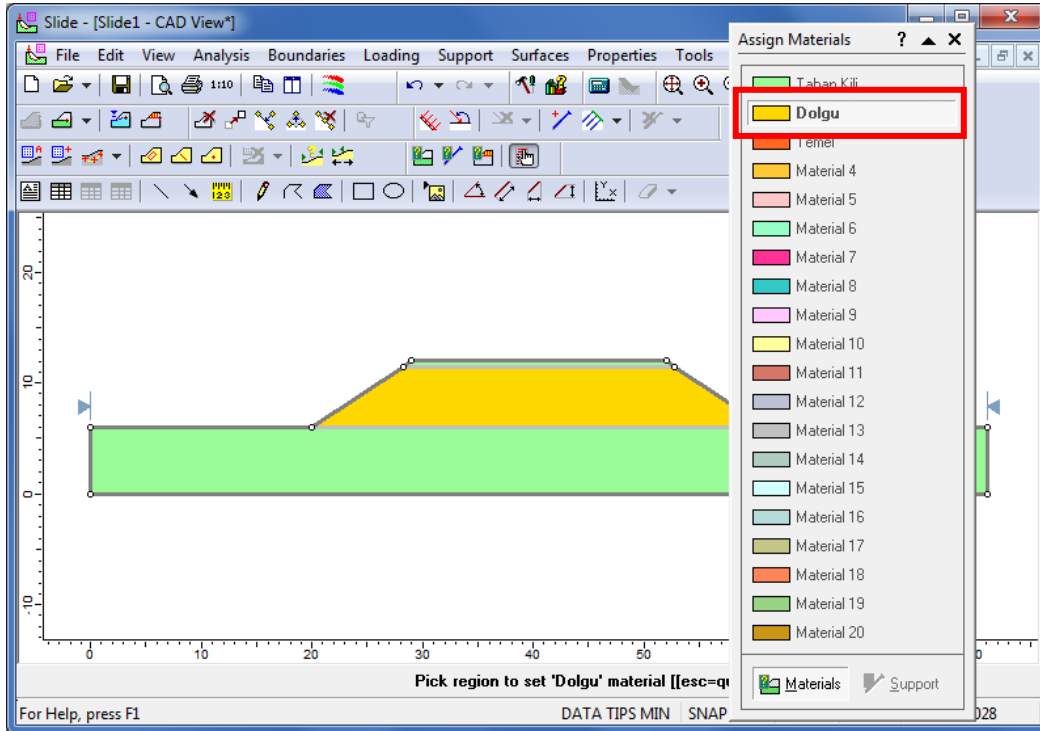 Slide - [Slide1 - CAD View*]
File Edit View Analysis Boundaries Loading Support Surfaces Properties Tools
1:10
Assign Materials ?
Taban Kili
Dolgu
Temel
Material 4
Material 5
Material 6
Material 7
Material 8
Material 9
Material 10
Material 11
Material 12
Material 13
Material 14
Material 15
Material 16
Material 17
Material 18
Material 19
Material 20
Materials Support
20
10
0
-10
0 10 20 30 40 50
Pick region to set 'Dolgu' material [[esc=qu
For Help, press F1
DATA TIPS MIN SNAP
028